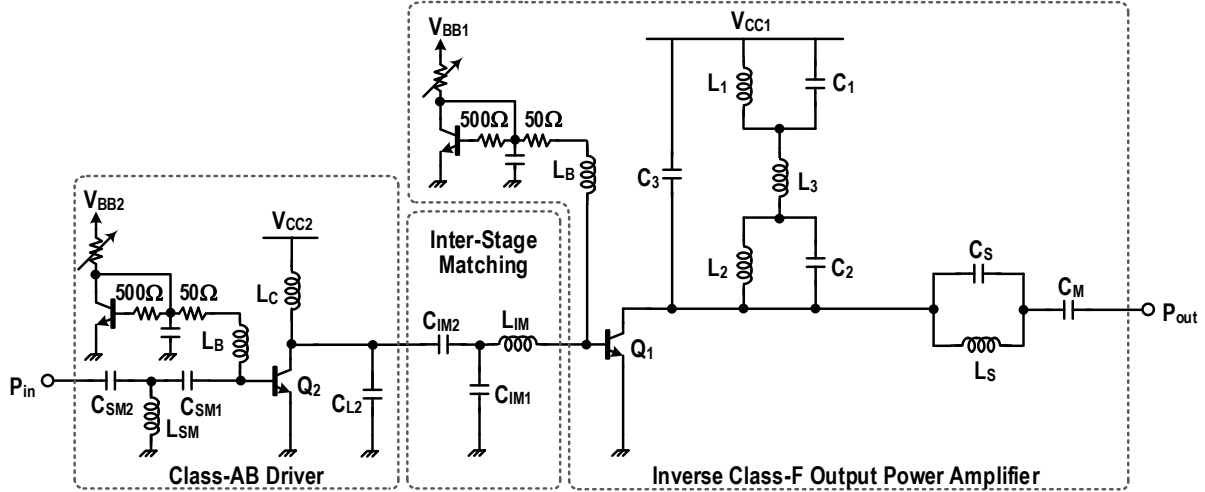 V_BB1
500Ω
50Ω
L_B
V_CC1
L_1
C_1
C_3
L_3
L_2
C_2
V_BB2
500Ω
50Ω
L_B
V_CC2
L_C
Inter-Stage
Matching
C_IM2
L_IM
C_IM1
Q_1
C_S
L_S
C_M
P_out
P_in
C_SM2
C_SM1
L_SM
Q_2
C_L2
Class-AB Driver
Inverse Class-F Output Power Amplifier